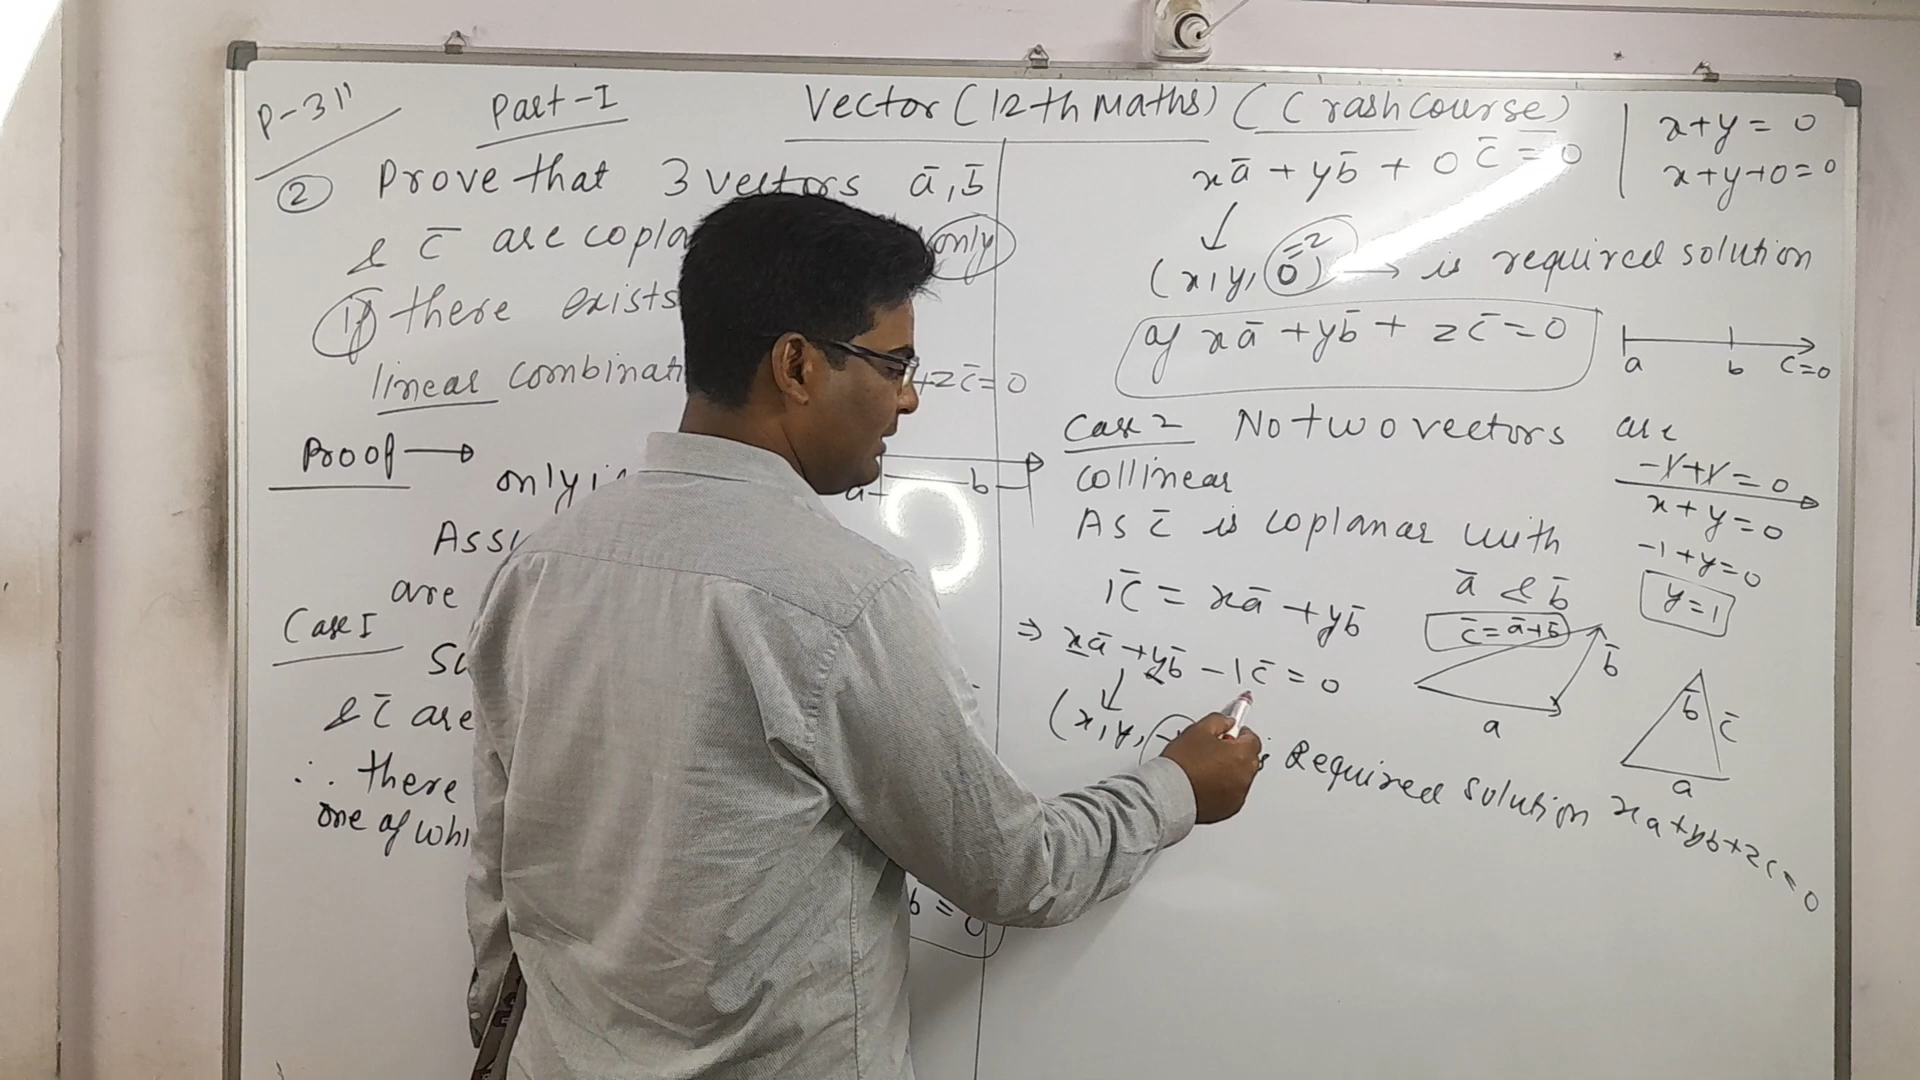 P-311
Part-I
Vector (12th Maths) (Crash course)
② Prove that 3 vectors ā, b̄
& c̄ are copla
only
if there exists
linear combinati
+zc̄=0
Proof →
only i
a
b
Assu
are
Case I
Su
& c̄ are
∴ there
one of whi
b = 0
xā + yb̄ + 0c̄ = 0
(x, y, 0) → is required solution
of xā + yb̄ + zc̄ = 0
x+y = 0
x+y+0=0
a b c̄=0
Case 2 No two vectors are
collinear
As c̄ is coplanar with
ā & b̄
1c̄ = xā + yb̄
⇒ xā + yb̄ - 1c̄ = 0
(x, y, -
Required solution xa+yb+zc=0
x+y=0
-1+y=0
y=1
c̄=ā+b̄
b̄
a
b̄
c̄
a